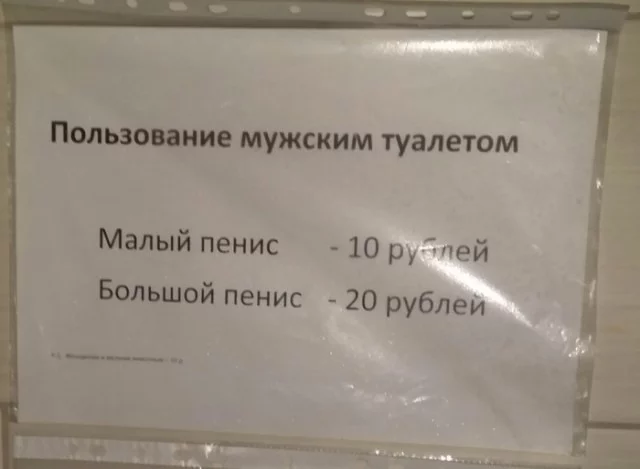 Пользование мужским туалетом
Малый пенис - 10 рублей
Большой пенис - 20 рублей